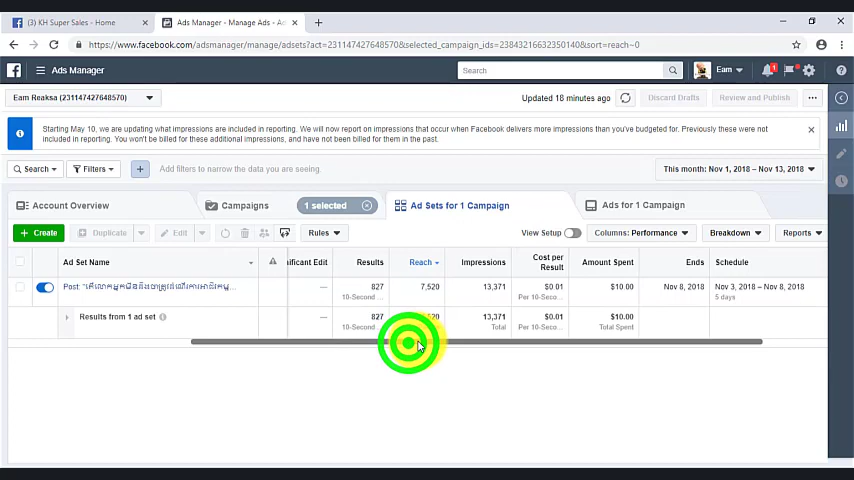 (3) KH Super Sales - Home
Ads Manager - Manage Ads - Ad
https://www.facebook.com/adsmanager/manage/adsets?act=231147427648570&selected_campaign_ids=23843216632350140&sort=reach~0
Ads Manager
Search
Eam
1
Eam Reaksa (231147427648570)
Updated 18 minutes ago
Discard Drafts
Review and Publish
Starting May 10, we are updating what impressions are included in reporting. We will now report on impressions that occur when Facebook delivers more impressions than you've budgeted for. Previously these were not
included in reporting. You won't be billed for these additional impressions, and have not been billed for them in the past.
Search
Filters
Add filters to narrow the data you are seeing.
This month: Nov 1, 2018 – Nov 13, 2018
Account Overview
Campaigns
1 selected
Ad Sets for 1 Campaign
Ads for 1 Campaign
+ Create
Duplicate
Edit
Rules
View Setup
Columns: Performance
Breakdown
Reports
Ad Set Name
nificant Edit
Results
Reach
Impressions
Cost per
Result
Amount Spent
Ends
Schedule
Post:
—
827
10-Second ...
7,520
13,371
$0.01
Per 10-Seco...
$10.00
Nov 8, 2018
Nov 3, 2018 – Nov 8, 2018
5 days
Results from 1 ad set
—
827
10-Second
13,371
Total
$0.01
Per 10-Seco...
$10.00
Total Spent